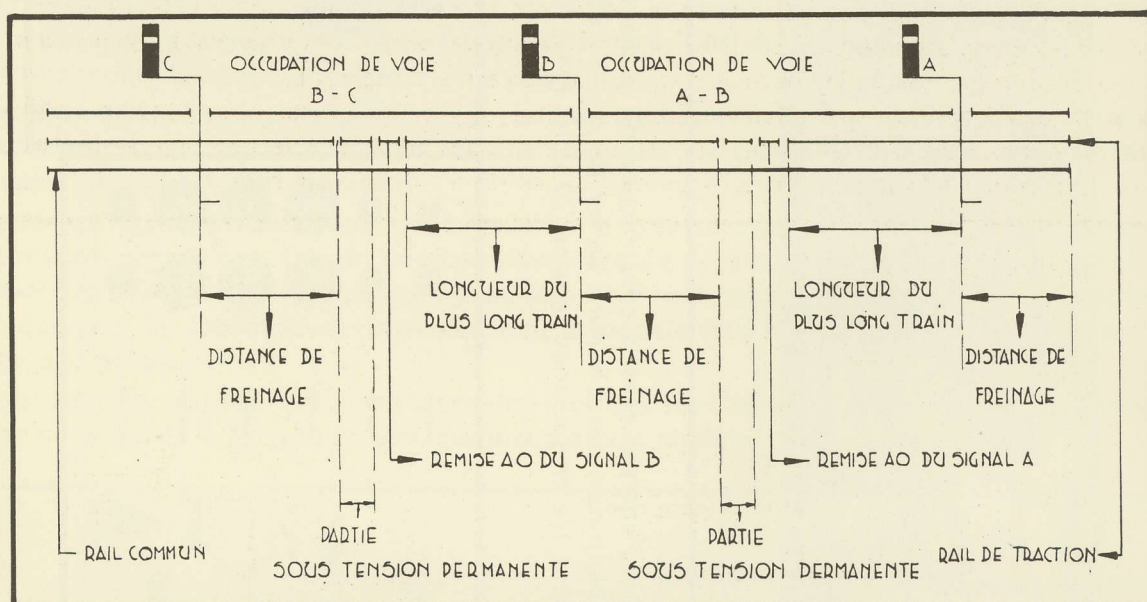 C
OCCUPATION DE VOIE
B - C
B
OCCUPATION DE VOIE
A - B
A
LONGUEUR DU
PLUS LONG TRAIN
LONGUEUR DU
PLUS LONG TRAIN
DISTANCE DE
FREINAGE
DISTANCE DE
FREINAGE
DISTANCE DE
FREINAGE
REMISE AO DU SIGNAL B
REMISE AO DU SIGNAL A
PARTIE
SOUS TENSION PERMANENTE
PARTIE
SOUS TENSION PERMANENTE
RAIL COMMUN
RAIL DE TRACTION